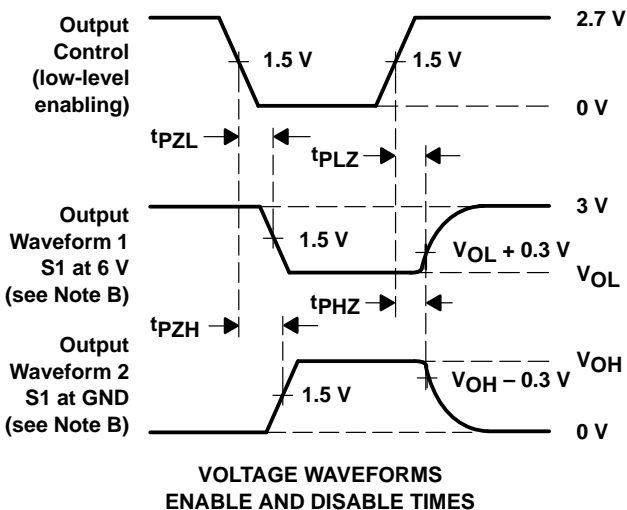 Output
Control
(low-level
enabling)
1.5 V
1.5 V
2.7 V
0 V
tPZL
tPLZ
Output
Waveform 1
S1 at 6 V
(see Note B)
1.5 V
3 V
VOL + 0.3 V
VOL
tPZH
tPHZ
Output
Waveform 2
S1 at GND
(see Note B)
1.5 V
VOH
VOH – 0.3 V
0 V
VOLTAGE WAVEFORMS
ENABLE AND DISABLE TIMES